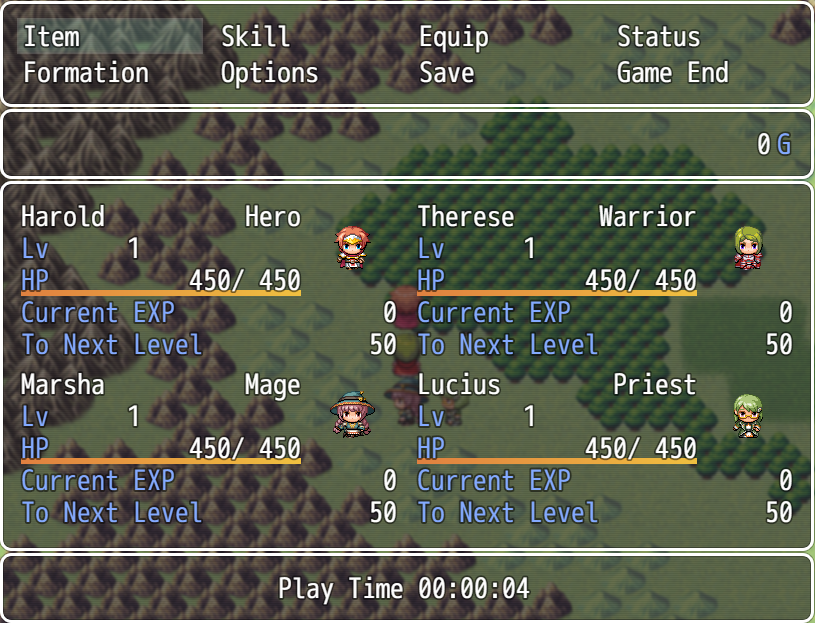 Item Skill Equip Status
Formation Options Save Game End
0 G
Harold Hero
Lv 1
HP 450/ 450
Current EXP 0
To Next Level 50
Therese Warrior
Lv 1
HP 450/ 450
Current EXP 0
To Next Level 50
Marsha Mage
Lv 1
HP 450/ 450
Current EXP 0
To Next Level 50
Lucius Priest
Lv 1
HP 450/ 450
Current EXP 0
To Next Level 50
Play Time 00:00:04